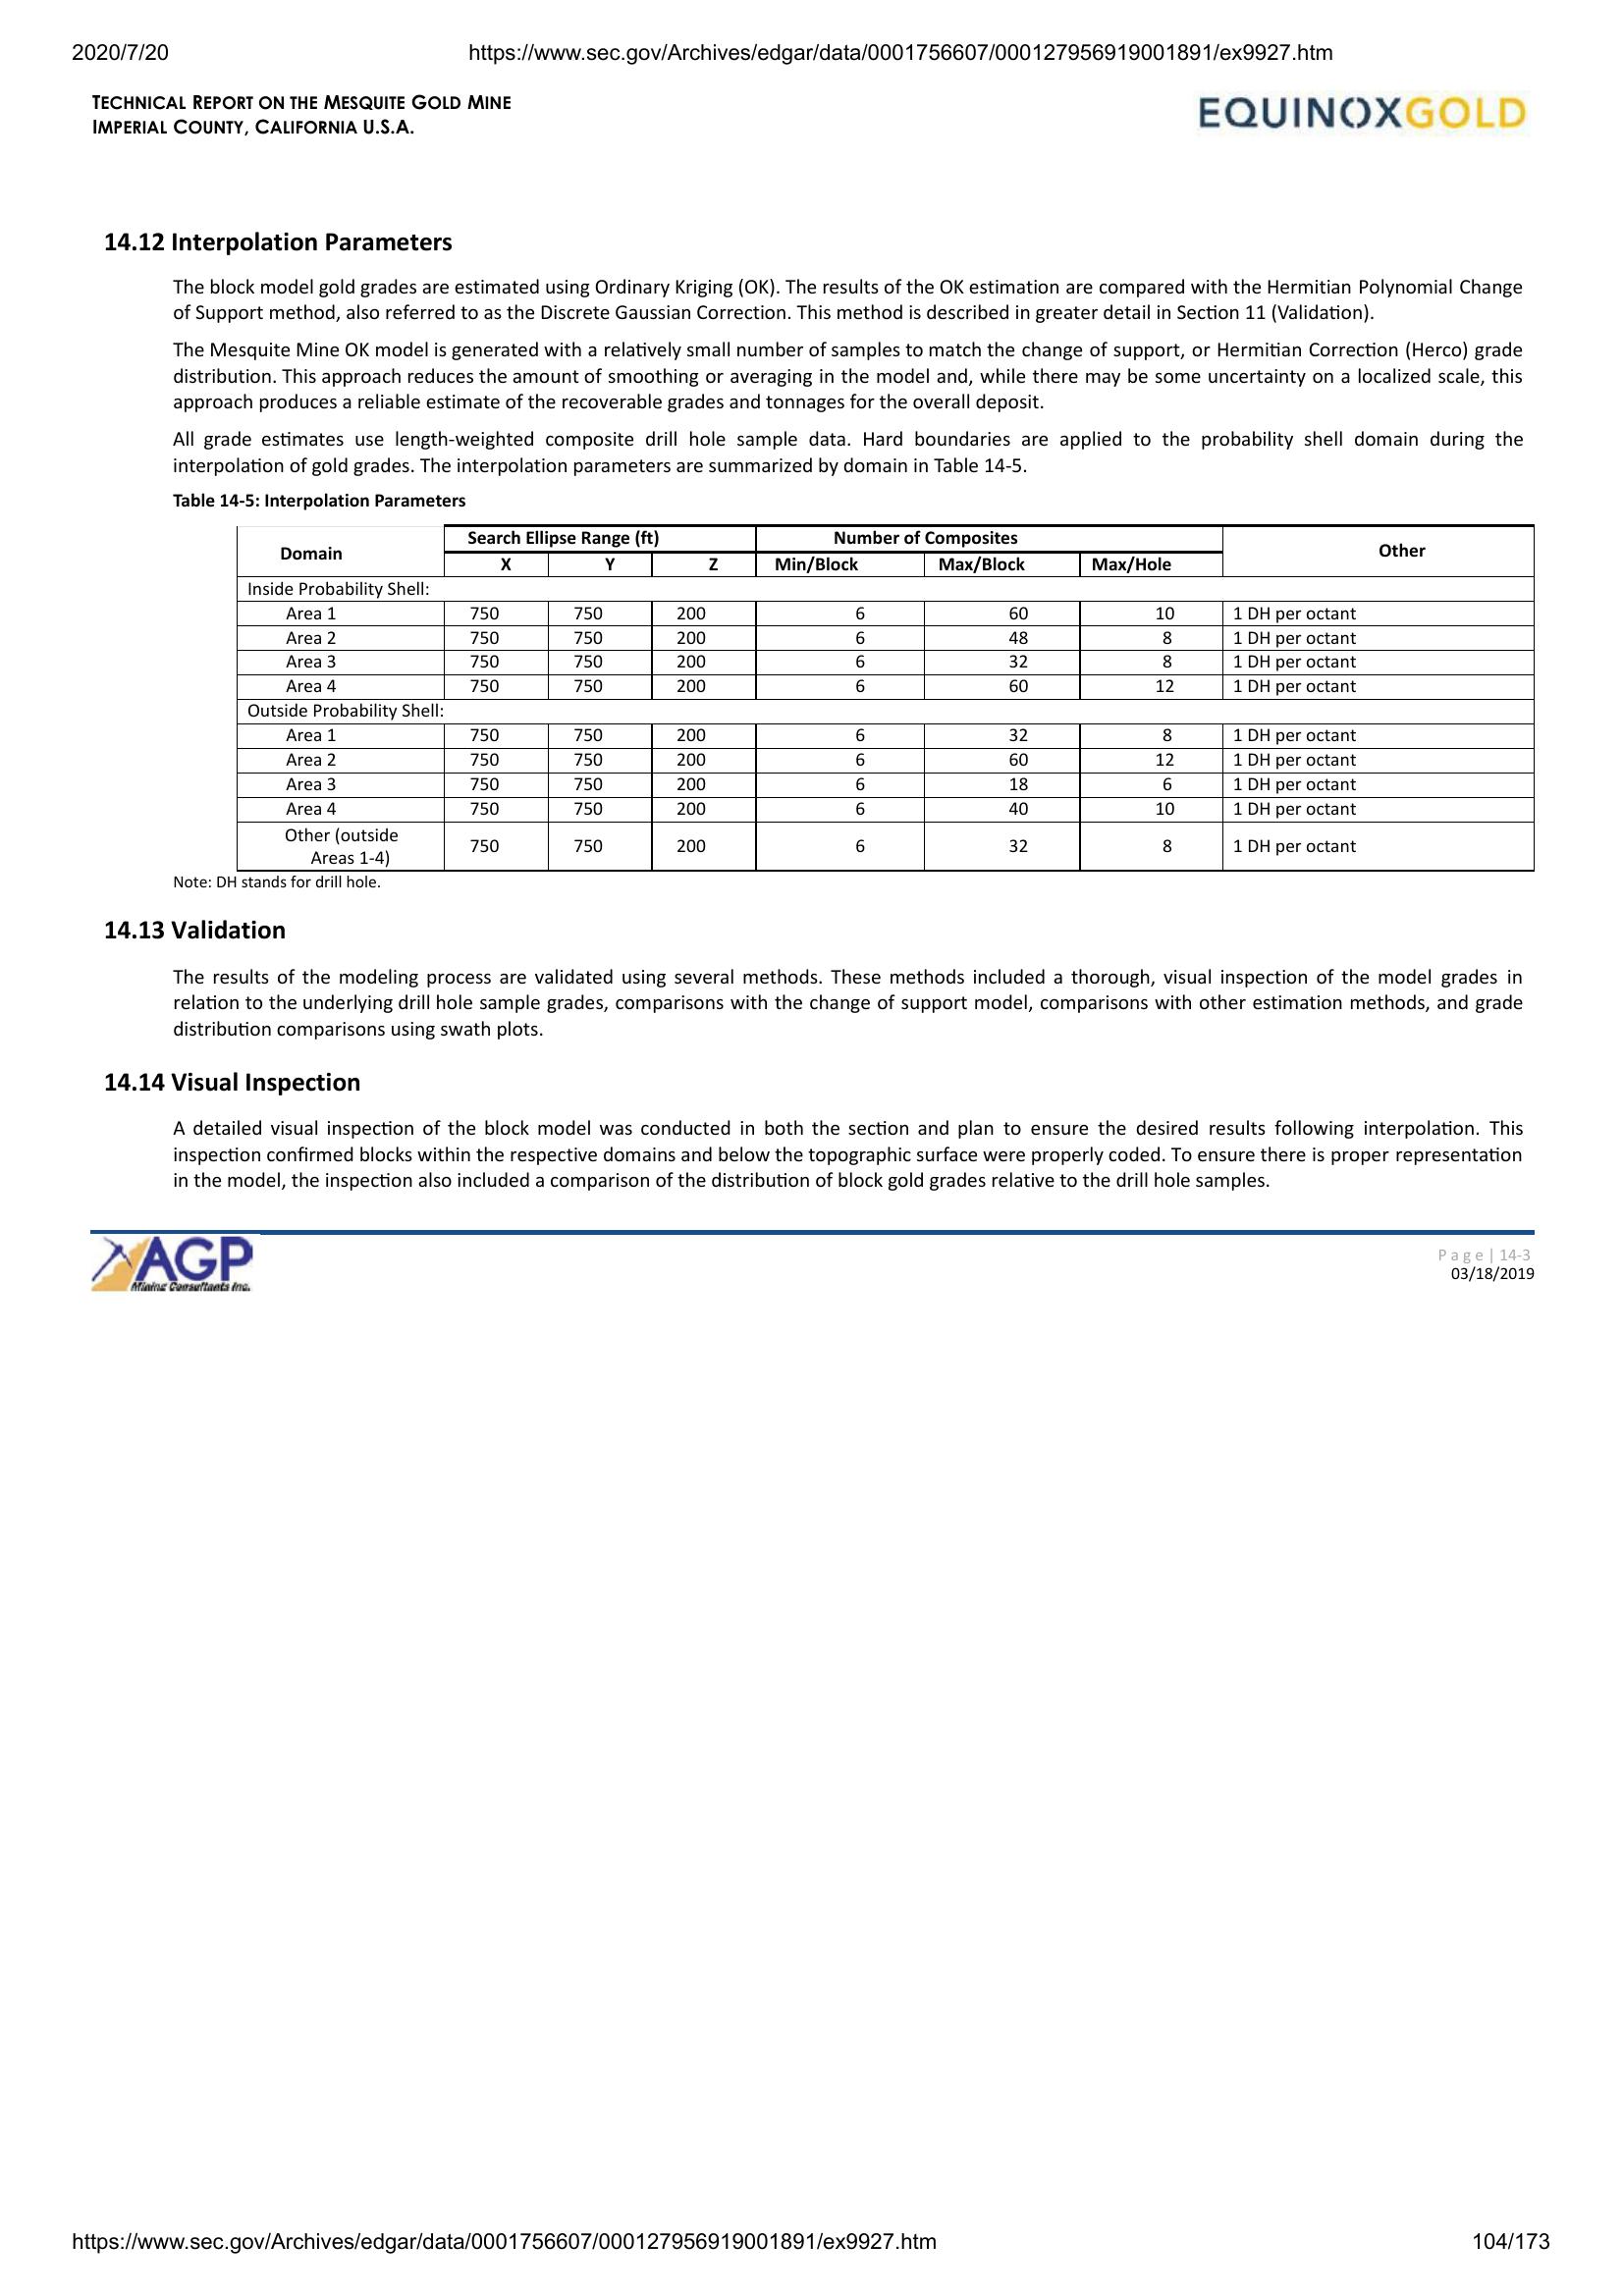 2020/7/20 https://www.sec.gov/Archives/edgar/data/0001756607/000127956919001891/ex9927.htm
TECHNICAL REPORT ON THE MESQUITE GOLD MINE
IMPERIAL COUNTY, CALIFORNIA U.S.A.
EQUINOXGOLD
14.12 Interpolation Parameters
The block model gold grades are estimated using Ordinary Kriging (OK). The results of the OK estimation are compared with the Hermitian Polynomial Change
of Support method, also referred to as the Discrete Gaussian Correction. This method is described in greater detail in Section 11 (Validation).
The Mesquite Mine OK model is generated with a relatively small number of samples to match the change of support, or Hermitian Correction (Herco) grade
distribution. This approach reduces the amount of smoothing or averaging in the model and, while there may be some uncertainty on a localized scale, this
approach produces a reliable estimate of the recoverable grades and tonnages for the overall deposit.
All grade estimates use length-weighted composite drill hole sample data. Hard boundaries are applied to the probability shell domain during the
interpolation of gold grades. The interpolation parameters are summarized by domain in Table 14-5.
Table 14-5: Interpolation Parameters
Domain Search Ellipse Range (ft) Number of Composites Other
X Y Z Min/Block Max/Block Max/Hole
Inside Probability Shell:
Area 1 750 750 200 6 60 10 1 DH per octant
Area 2 750 750 200 6 48 8 1 DH per octant
Area 3 750 750 200 6 32 8 1 DH per octant
Area 4 750 750 200 6 60 12 1 DH per octant
Outside Probability Shell:
Area 1 750 750 200 6 32 8 1 DH per octant
Area 2 750 750 200 6 60 12 1 DH per octant
Area 3 750 750 200 6 18 6 1 DH per octant
Area 4 750 750 200 6 40 10 1 DH per octant
Other (outside
Areas 1-4) 750 750 200 6 32 8 1 DH per octant
Note: DH stands for drill hole.
14.13 Validation
The results of the modeling process are validated using several methods. These methods included a thorough, visual inspection of the model grades in
relation to the underlying drill hole sample grades, comparisons with the change of support model, comparisons with other estimation methods, and grade
distribution comparisons using swath plots.
14.14 Visual Inspection
A detailed visual inspection of the block model was conducted in both the section and plan to ensure the desired results following interpolation. This
inspection confirmed blocks within the respective domains and below the topographic surface were properly coded. To ensure there is proper representation
in the model, the inspection also included a comparison of the distribution of block gold grades relative to the drill hole samples.
AGP
Mining Consultants Inc.
P a g e | 14-3
03/18/2019
https://www.sec.gov/Archives/edgar/data/0001756607/000127956919001891/ex9927.htm 104/173